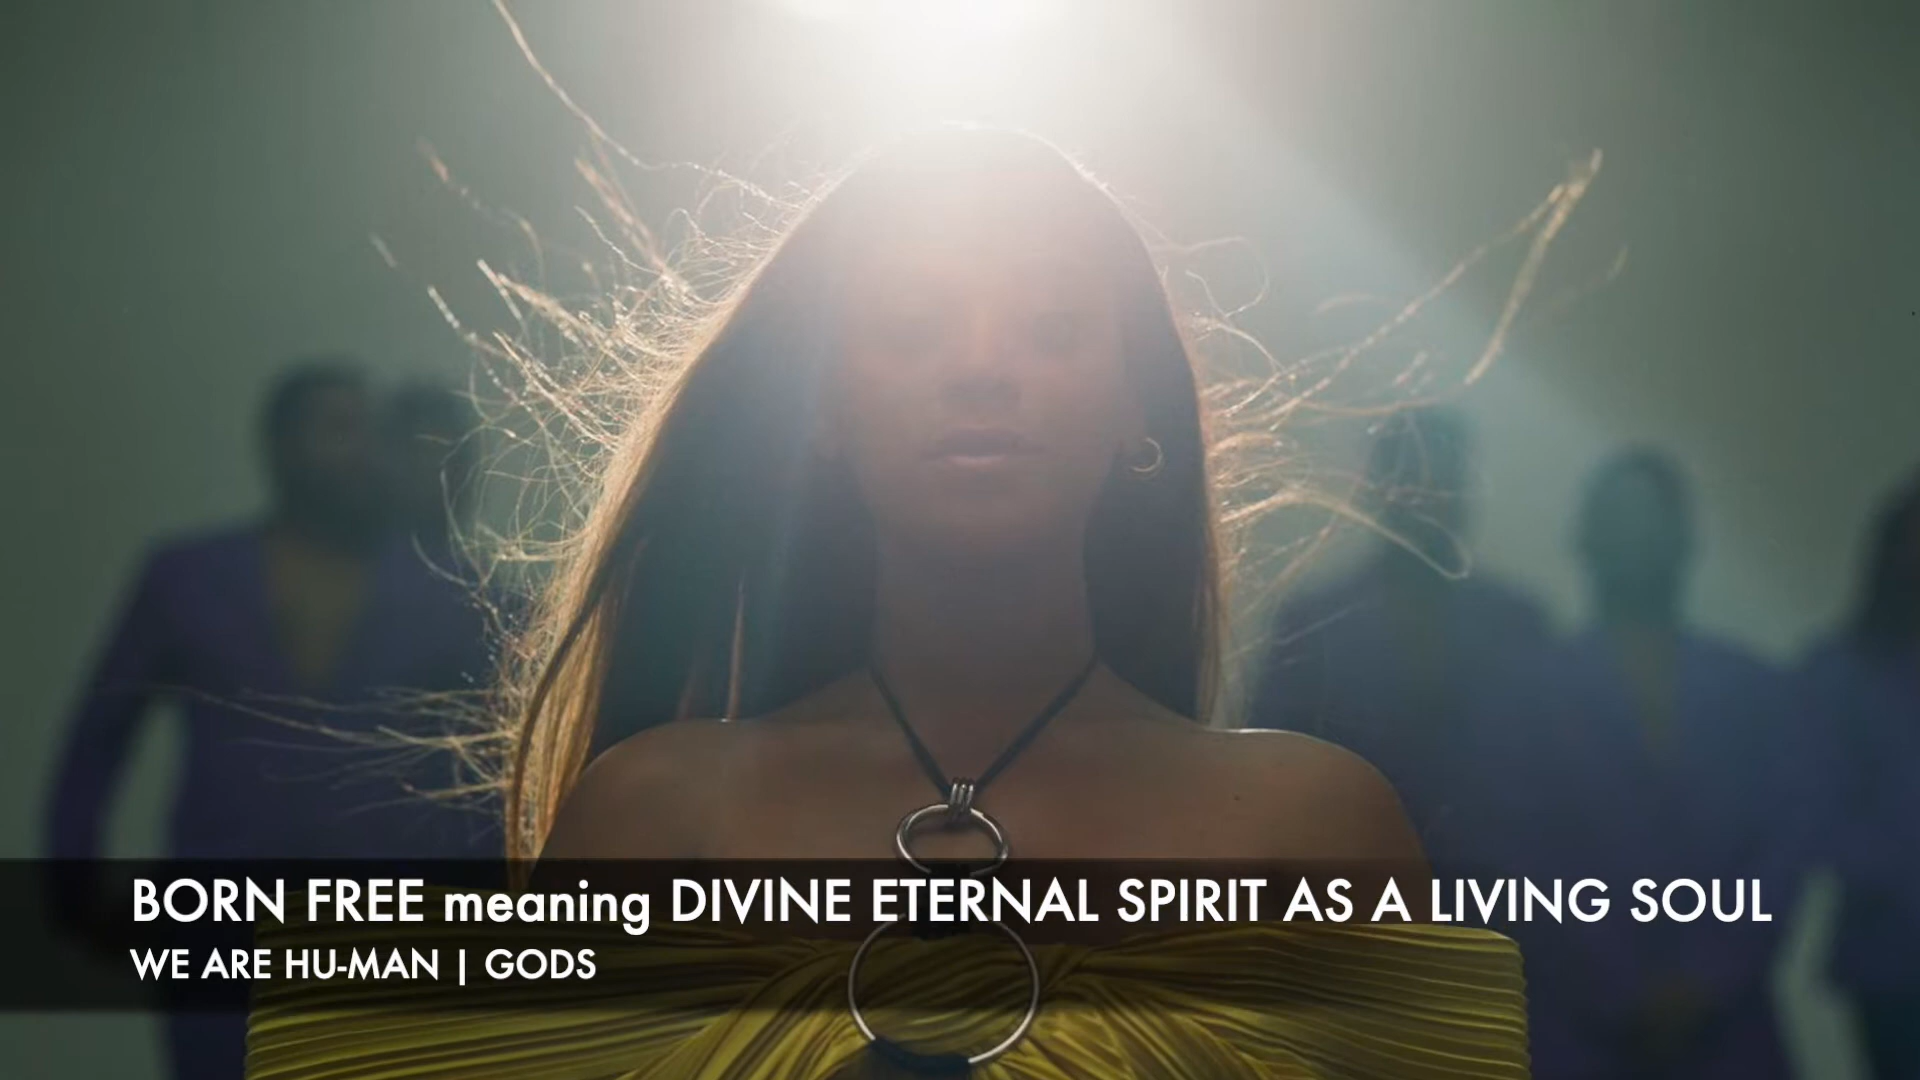 BORN FREE meaning DIVINE ETERNAL SPIRIT AS A LIVING SOUL
WE ARE HU-MAN | GODS